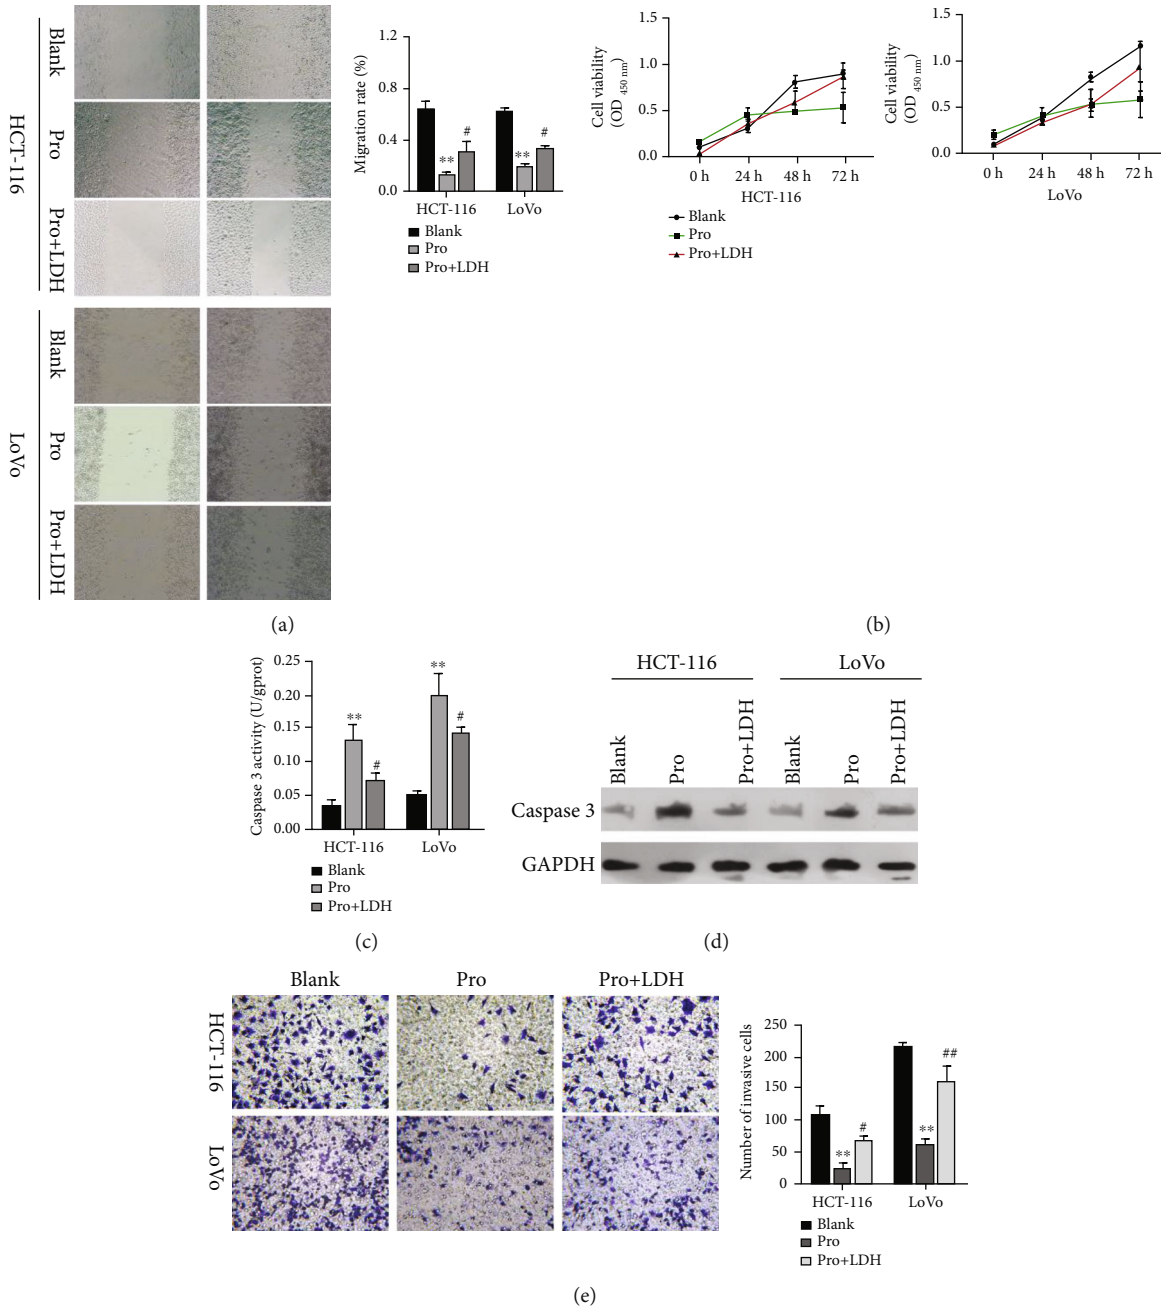 HCT-116
Blank
Pro
Pro+LDH
LoVo
Blank
Pro
Pro+LDH
Migration rate (%)
1.2
0.8
0.4
0.0
**
#
**
#
HCT-116 LoVo
Blank
Pro
Pro+LDH
(a)
Cell viability
(OD 450 nm)
1.5
1.0
0.5
0.0
0 h 24 h 48 h 72 h
HCT-116
Blank
Pro
Pro+LDH
Cell viability
(OD 450 nm)
1.5
1.0
0.5
0.0
0 h 24 h 48 h 72 h
LoVo
(b)
Caspase 3 activity (U/gprot)
0.25
0.20
0.15
0.10
0.05
0.00
**
#
**
#
HCT-116 LoVo
Blank
Pro
Pro+LDH
(c)
HCT-116 LoVo
Blank Pro Pro+LDH Blank Pro Pro+LDH
Caspase 3
GAPDH
(d)
Blank Pro Pro+LDH
HCT-116
LoVo
Number of invasive cells
250
200
150
100
50
0
**
#
**
##
HCT-116 LoVo
Blank
Pro
Pro+LDH
(e)